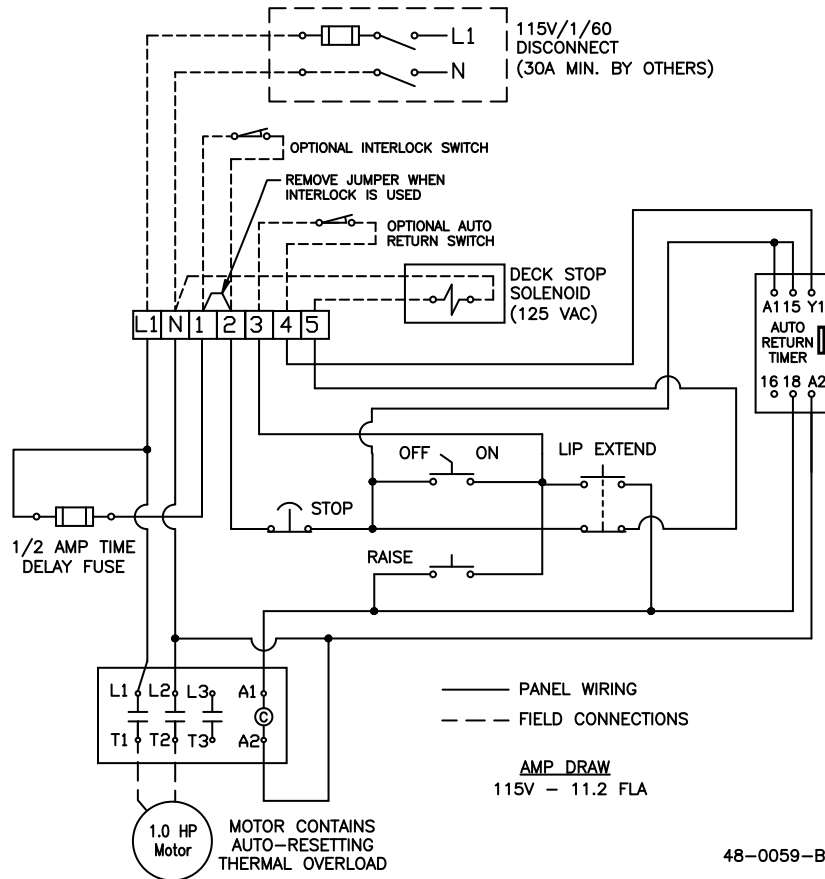 L1
N
115V/1/60
DISCONNECT
(30A MIN. BY OTHERS)
OPTIONAL INTERLOCK SWITCH
REMOVE JUMPER WHEN
INTERLOCK IS USED
OPTIONAL AUTO
RETURN SWITCH
DECK STOP
SOLENOID
(125 VAC)
L1 N 1 2 3 4 5
A1 15 Y1
AUTO
RETURN
TIMER
16 18 A2
OFF ON
LIP EXTEND
STOP
RAISE
1/2 AMP TIME
DELAY FUSE
L1 L2 L3 A1
C
T1 T2 T3 A2
PANEL WIRING
FIELD CONNECTIONS
AMP DRAW
115V – 11.2 FLA
1.0 HP
Motor
MOTOR CONTAINS
AUTO–RESETTING
THERMAL OVERLOAD
48–0059–B